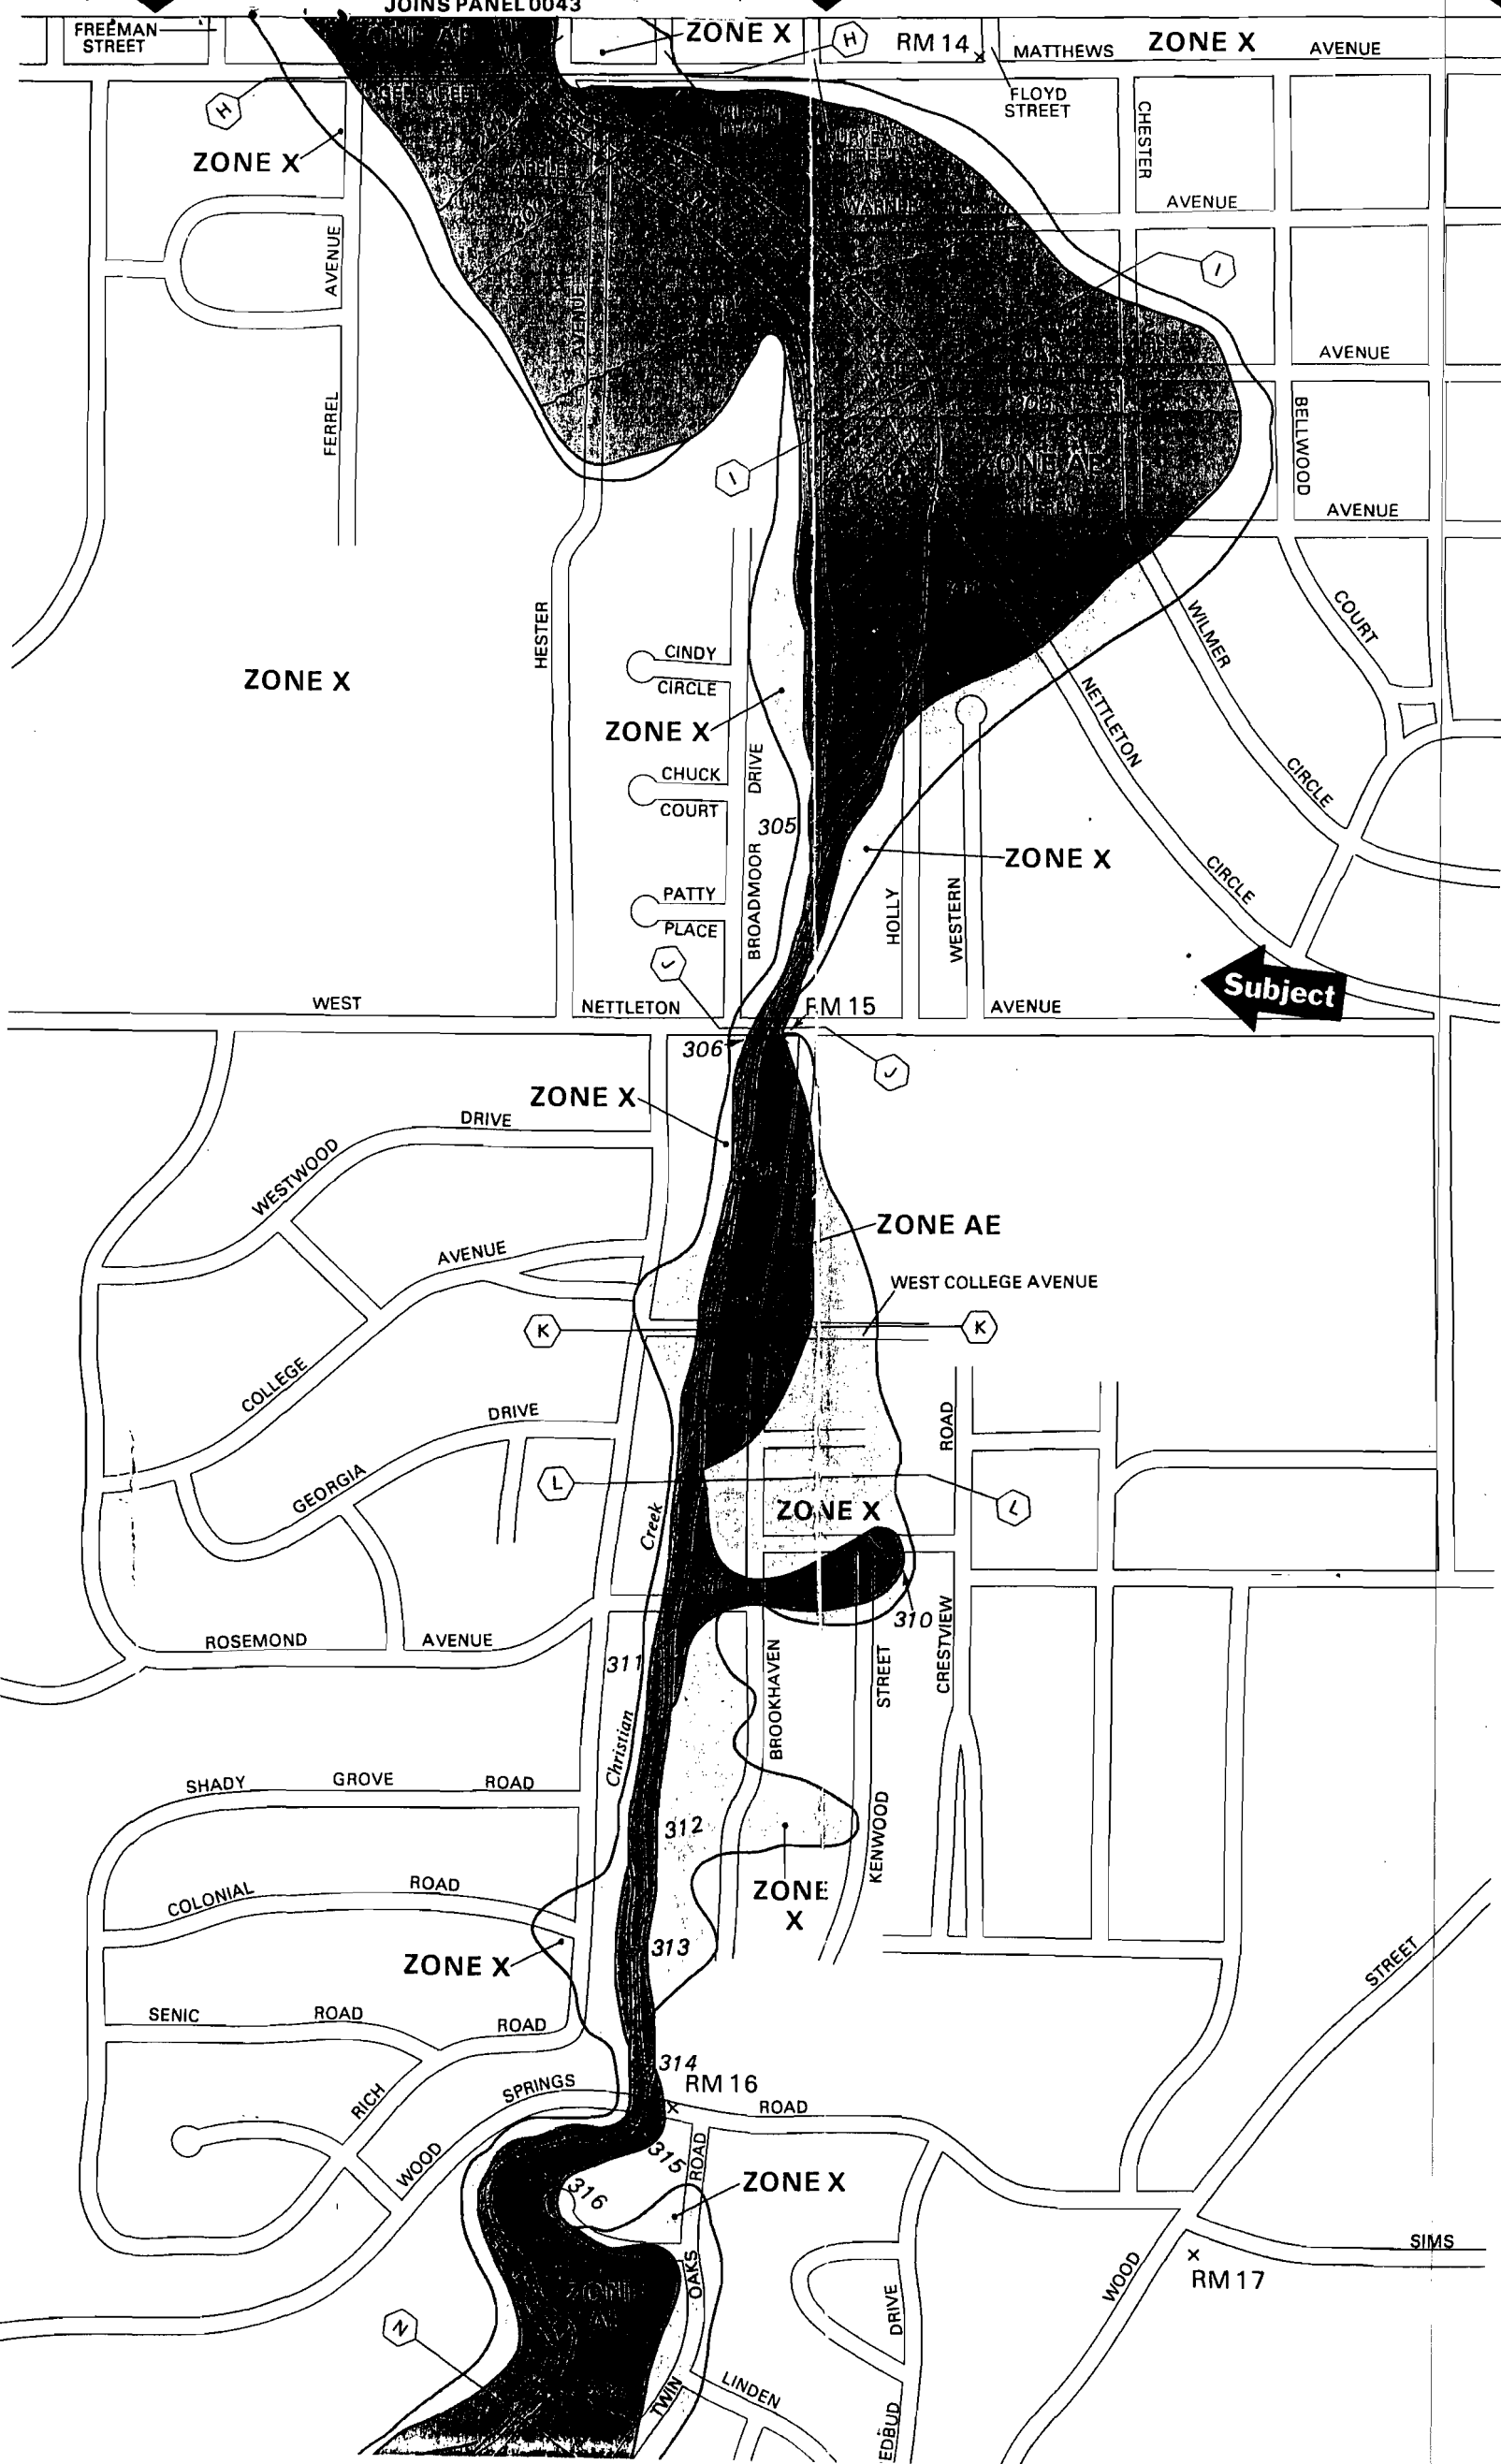 JOINS PANEL 0043
FREEMAN
STREET
ZONE X
H
RM 14
MATTHEWS
ZONE X
AVENUE
FLOYD
STREET
H
ZONE X
CHESTER
AVENUE
AVENUE
FERREL
AVENUE
I
AVENUE
I
ZONE AE
BELLWOOD
AVENUE
HESTER
CINDY
CIRCLE
ZONE X
ZONE X
CHUCK
COURT
305
DRIVE
BROADMOOR
PATTY
PLACE
J
COURT
WILMER
CIRCLE
NETTLETON
CIRCLE
ZONE X
HOLLY
WESTERN
Subject
WEST
NETTLETON
RM 15
AVENUE
306
J
ZONE X
WESTWOOD
DRIVE
ZONE AE
AVENUE
WEST COLLEGE AVENUE
K
K
COLLEGE
DRIVE
GEORGIA
ROAD
L
L
ZONE X
Creek
310
ROSEMOND
AVENUE
311
BROOKHAVEN
STREET
CRESTVIEW
Christian
SHADY
GROVE
ROAD
312
KENWOOD
COLONIAL
ROAD
ZONE
X
313
ZONE X
STREET
SENIC
ROAD
ROAD
314
RM 16
RICH
SPRINGS
ROAD
WOOD
315
ROAD
316
ZONE X
SIMS
RM 17
WOOD
OAKS
DRIVE
N
TWIN
LINDEN
EDBUD